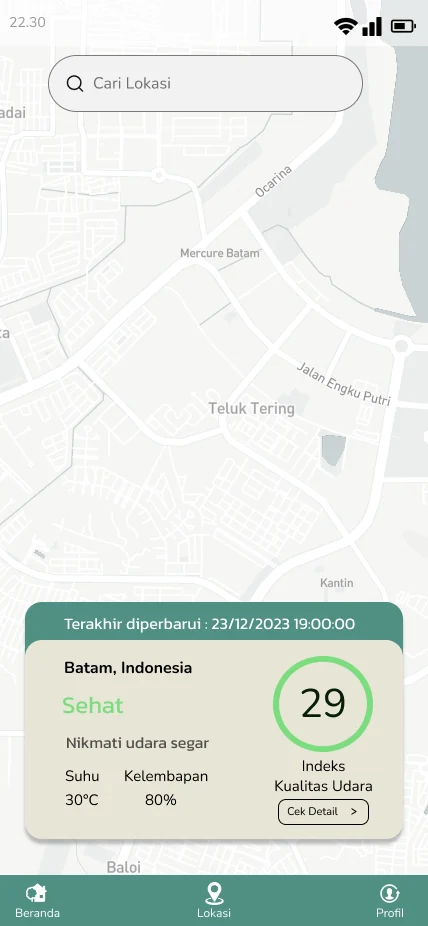 22.30
Cari Lokasi
adai
Ocarina
Mercure Batam
ta
Jalan Engku Putri
Teluk Tering
Kantin
Terakhir diperbarui : 23/12/2023 19:00:00
Batam, Indonesia
Sehat
29
Nikmati udara segar
Indeks
Kualitas Udara
Suhu Kelembapan
30°C 80%
Cek Detail >
Baloi
Beranda Lokasi Profil